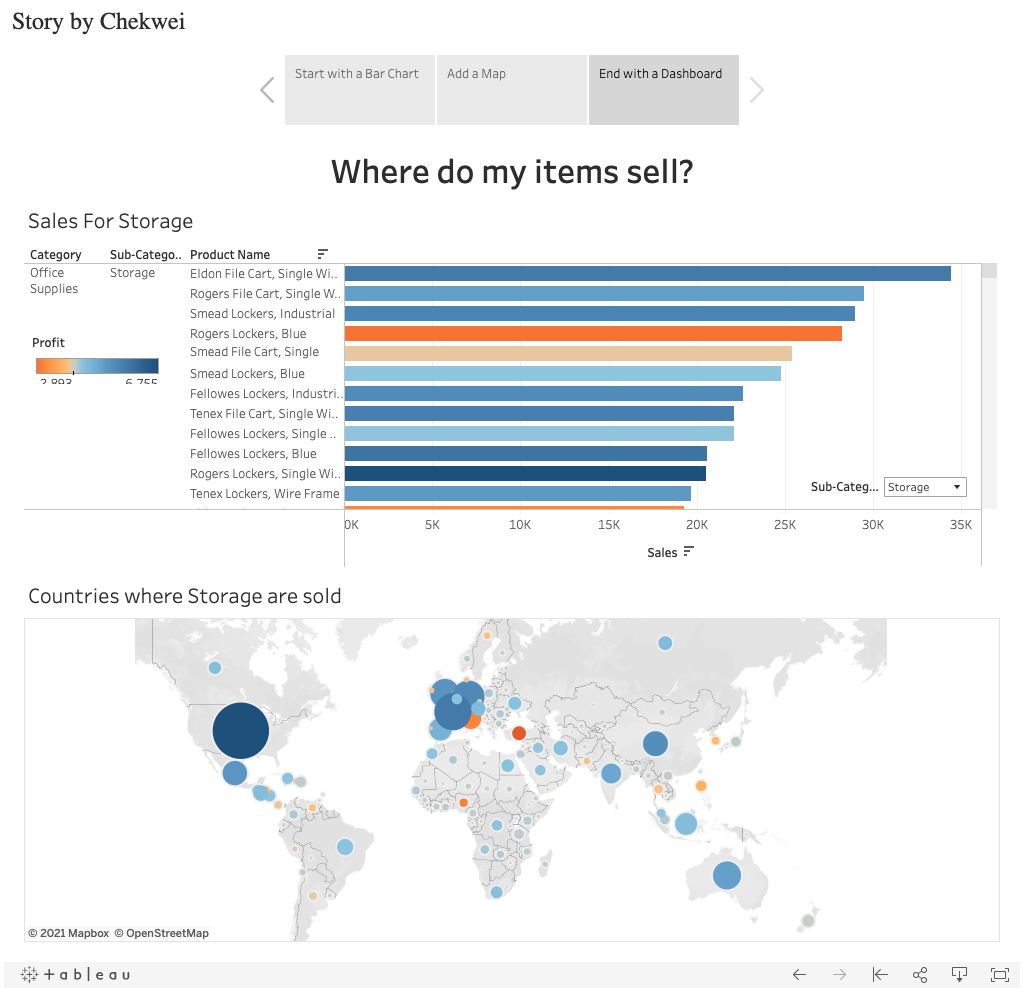 Story by Chekwei
Start with a Bar Chart
Add a Map
End with a Dashboard
Where do my items sell?
Sales For Storage
Category
Sub-Catego..
Product Name
Office
Supplies
Storage
Eldon File Cart, Single Wi..
Rogers File Cart, Single W..
Smead Lockers, Industrial
Rogers Lockers, Blue
Smead File Cart, Single
Smead Lockers, Blue
Fellowes Lockers, Industri..
Tenex File Cart, Single Wi..
Fellowes Lockers, Single ..
Fellowes Lockers, Blue
Rogers Lockers, Single Wi..
Tenex Lockers, Wire Frame
Profit
2,893
6,755
Sub-Categ...
Storage
0K 5K 10K 15K 20K 25K 30K 35K
Sales
Countries where Storage are sold
© 2021 Mapbox © OpenStreetMap
+ableau